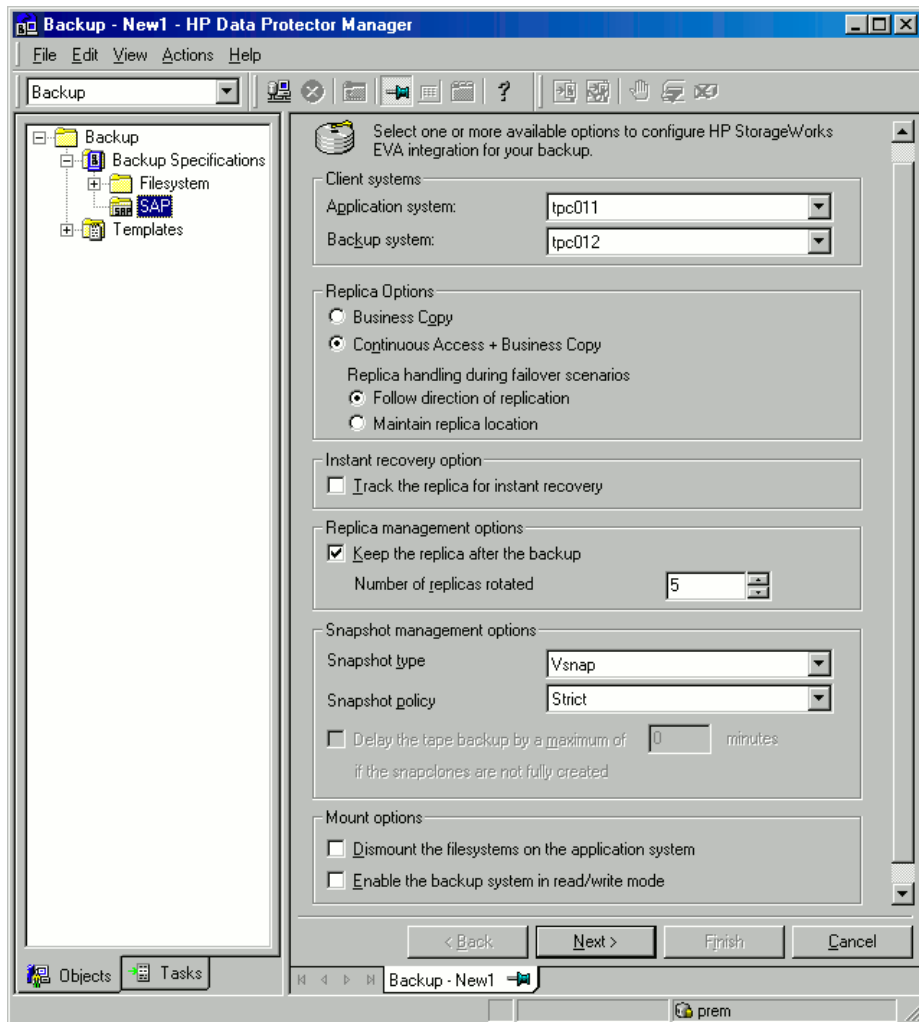 Backup - New1 - HP Data Protector Manager
File Edit View Actions Help
Backup
Backup
Backup Specifications
Filesystem
SAP
Templates
Objects
Tasks
Select one or more available options to configure HP StorageWorks
EVA integration for your backup.
Client systems
Application system: tpc011
Backup system: tpc012
Replica Options
Business Copy
Continuous Access + Business Copy
Replica handling during failover scenarios
Follow direction of replication
Maintain replica location
Instant recovery option
Track the replica for instant recovery
Replica management options
Keep the replica after the backup
Number of replicas rotated 5
Snapshot management options
Snapshot type Vsnap
Snapshot policy Strict
Delay the tape backup by a maximum of 0 minutes
if the snapclones are not fully created
Mount options
Dismount the filesystems on the application system
Enable the backup system in read/write mode
< Back Next > Finish Cancel
Backup - New1
prem